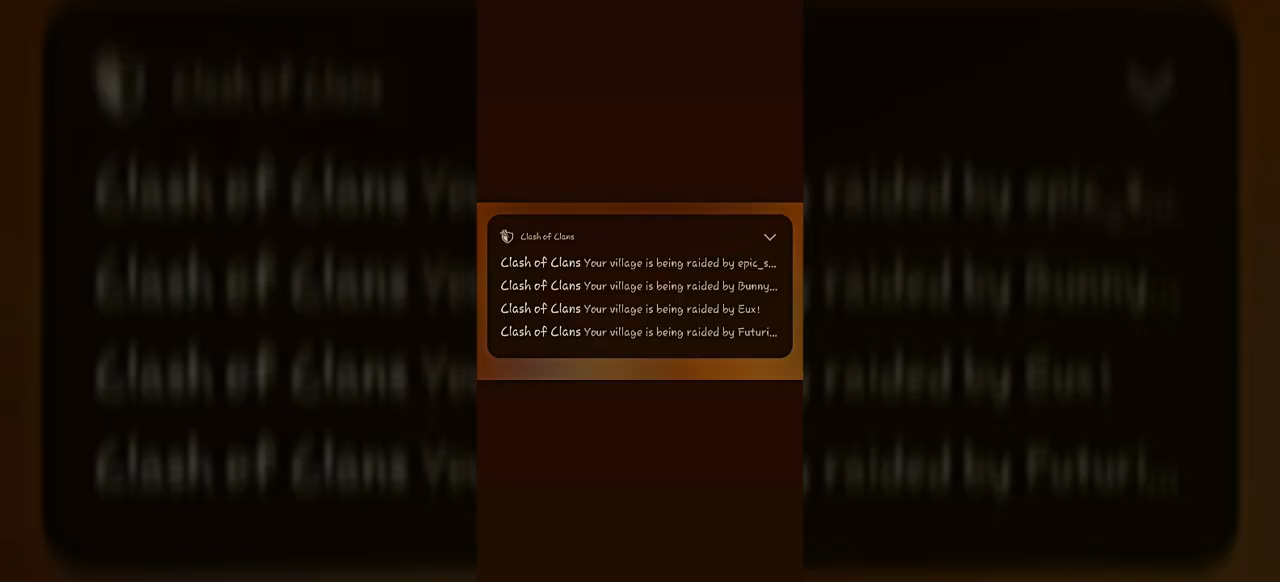 Clash of Clans
Clash of Clans Your village is being raided by epic_s...
Clash of Clans Your village is being raided by Bunny...
Clash of Clans Your village is being raided by Eux!
Clash of Clans Your village is being raided by Futuri...